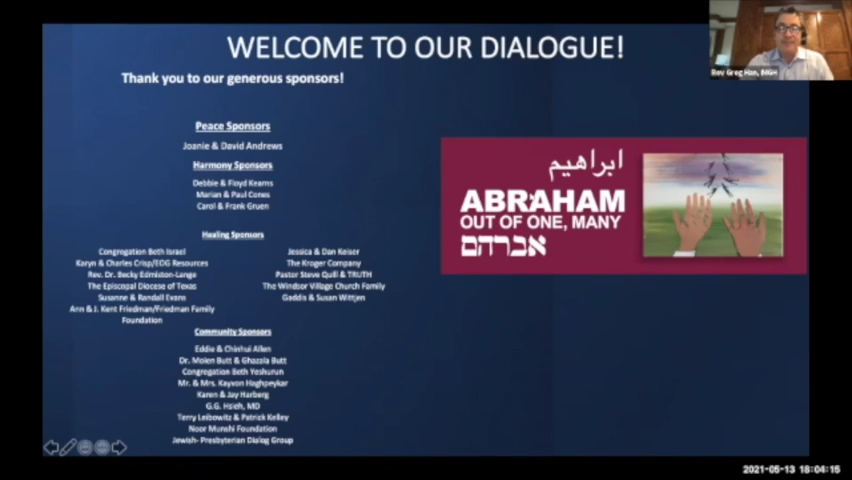 WELCOME TO OUR DIALOGUE!
Thank you to our generous sponsors!
Peace Sponsors
Joanie & David Andrews
Harmony Sponsors
Debbie & Floyd Kearns
Marian & Paul Cones
Carol & Frank Gruen
Healing Sponsors
Congregation Beth Israel
Karyn & Charles Crisp/EOG Resources
Rev. Dr. Becky Edmiston-Lange
The Episcopal Diocese of Texas
Susanne & Randall Evans
Ann & J. Kent Friedman/Friedman Family
Foundation
Jessica & Dan Keiser
The Kroger Company
Pastor Steve Quill & TRUTH
The Windsor Village Church Family
Gaddis & Susan Wittjen
Community Sponsors
Eddie & Chinhui Allen
Dr. Moien Butt & Ghazala Butt
Congregation Beth Yeshurun
Mr. & Mrs. Kayvon Haghpeykar
Karen & Jay Harberg
G.G. Hsieh, MD
Terry Leibowitz & Patrick Kelley
Noor Munshi Foundation
Jewish- Presbyterian Dialog Group
ابراهيم
ABRAHAM
OUT OF ONE, MANY
אברהם
Rev Greg Han, IMGH
2021-05-13 18:04:15